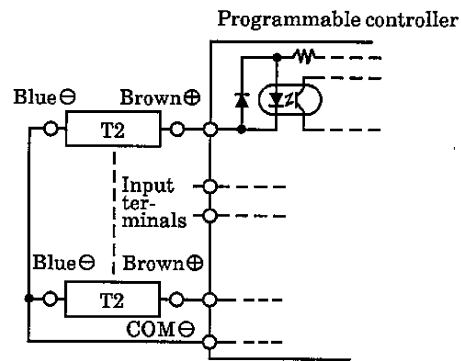 Programmable controller
Blue⊖ Brown⊕
T2
Input
ter-
minals
Blue⊖ Brown⊕
T2
COM⊖